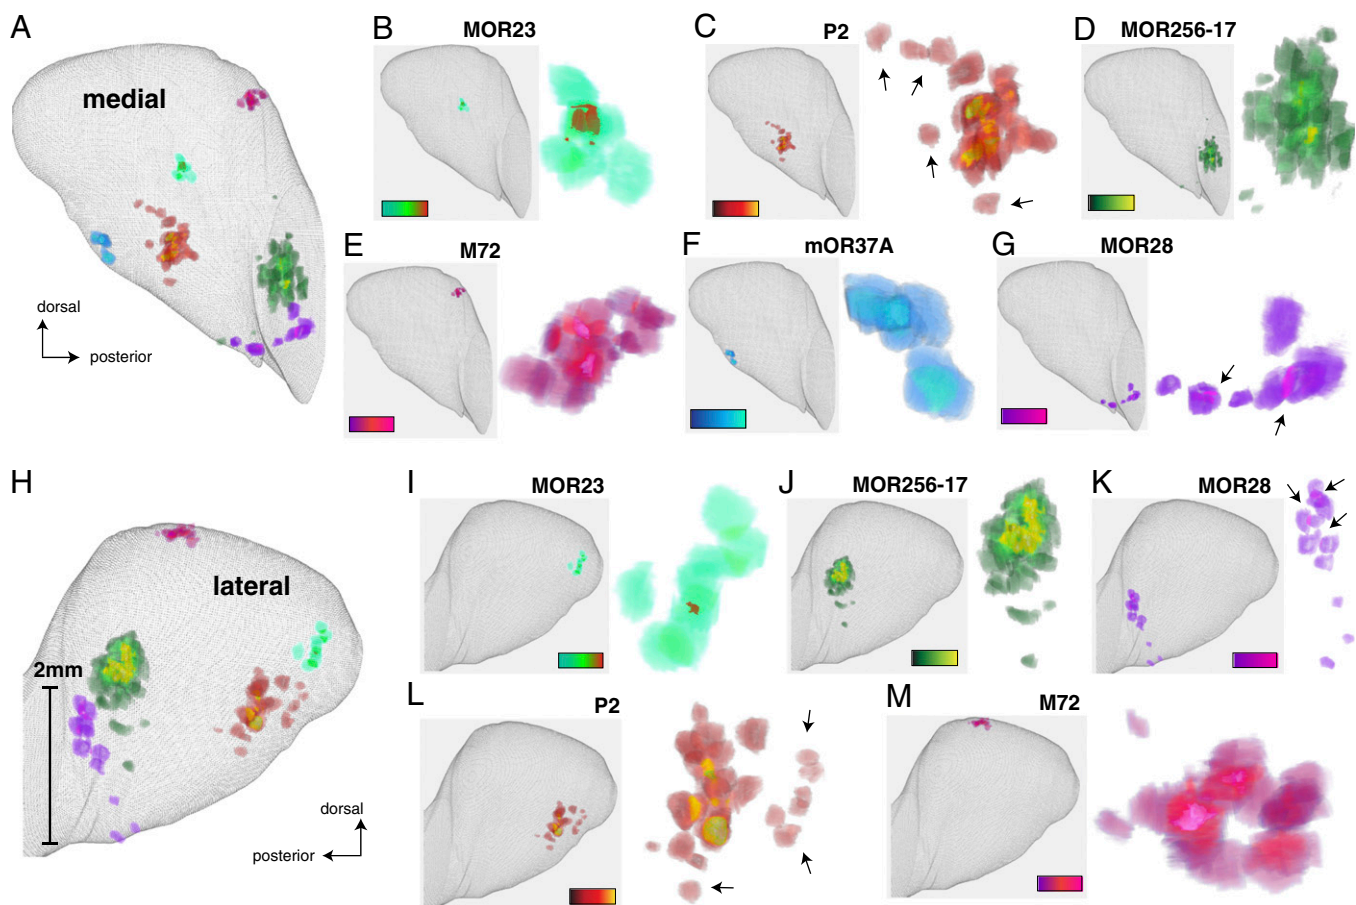 A
medial
dorsal
posterior
B
MOR23
C
P2
D
MOR256-17
E
M72
F
mOR37A
G
MOR28
H
lateral
2mm
dorsal
posterior
I
MOR23
J
MOR256-17
K
MOR28
L
P2
M
M72